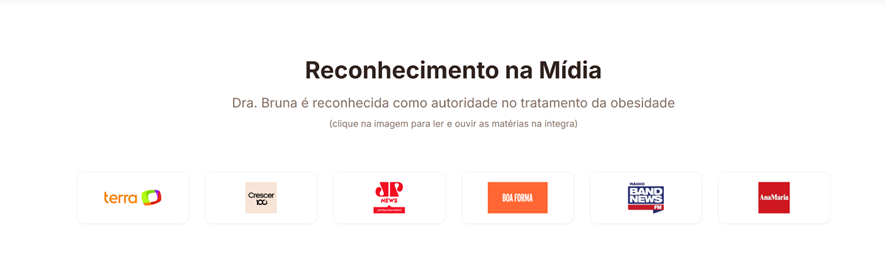 Reconhecimento na Mídia
Dra. Bruna é reconhecida como autoridade no tratamento da obesidade
(clique na imagem para ler e ouvir as matérias na íntegra)
terra
Crescer
100
JP
NEWS
BOA FORMA
RÁDIO
BAND
NEWS
FM
AnaMaria